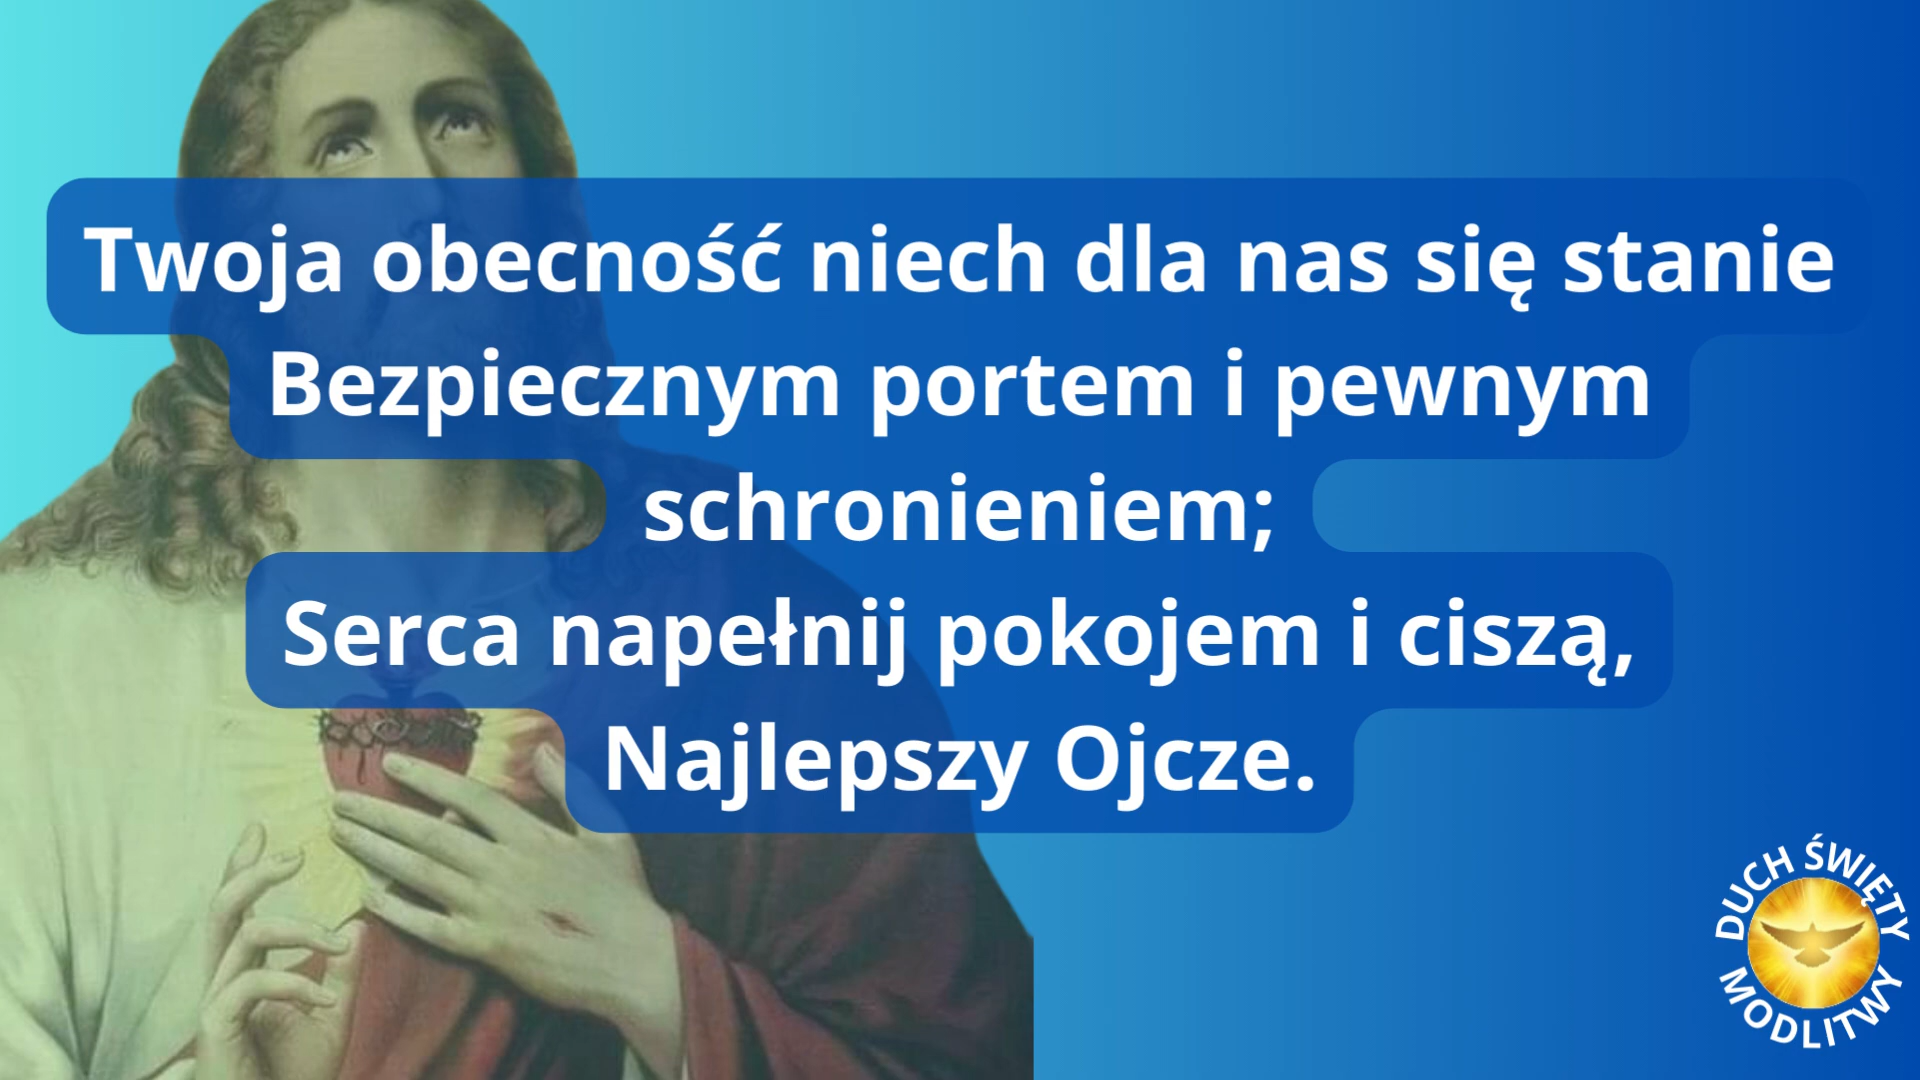 Twoja obecność niech dla nas się stanie
Bezpiecznym portem i pewnym
schronieniem;
Serca napełnij pokojem i ciszą,
Najlepszy Ojcze.
DUCH ŚWIĘTY
MODLITWY